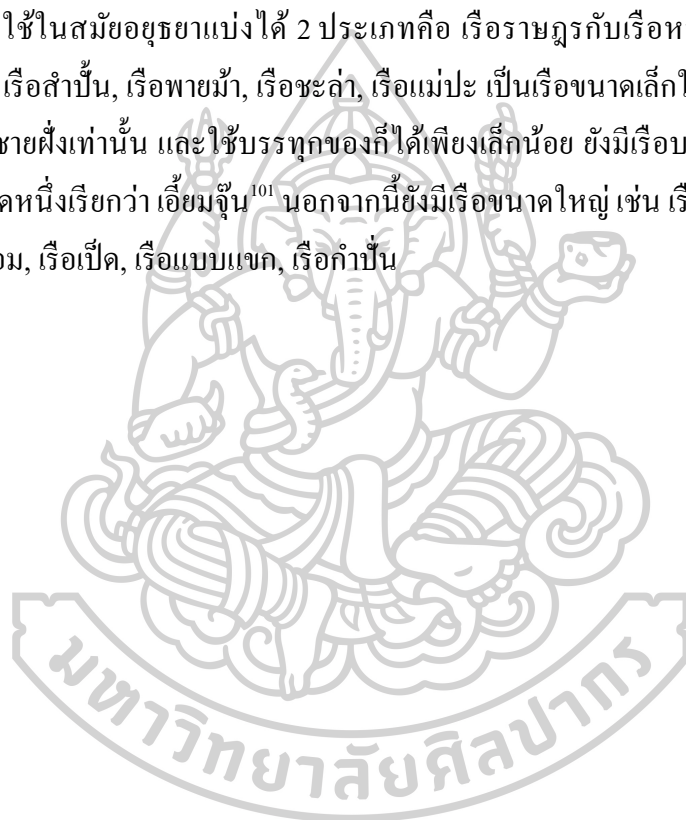 ใช้ในสมัยอยุธยาแบ่งได้ 2 ประเภทคือ เรือราษฎรกับเรือห
เรือสำปั้น, เรือพายม้า, เรือชะล่า, เรือแม่ปะ เป็นเรือขนาดเล็กใ
ชายฝั่งเท่านั้น และใช้บรรทุกของก็ได้เพียงเล็กน้อย ยังมีเรือบ
ดหนึ่งเรียกว่า เอี้ยมจุ๊น101 นอกจากนี้ยังมีเรือขนาดใหญ่ เช่น เรื
อม, เรือเป็ด, เรือแบบแขก, เรือกำปั่น
มหาวิทยาลัยศิลปากร